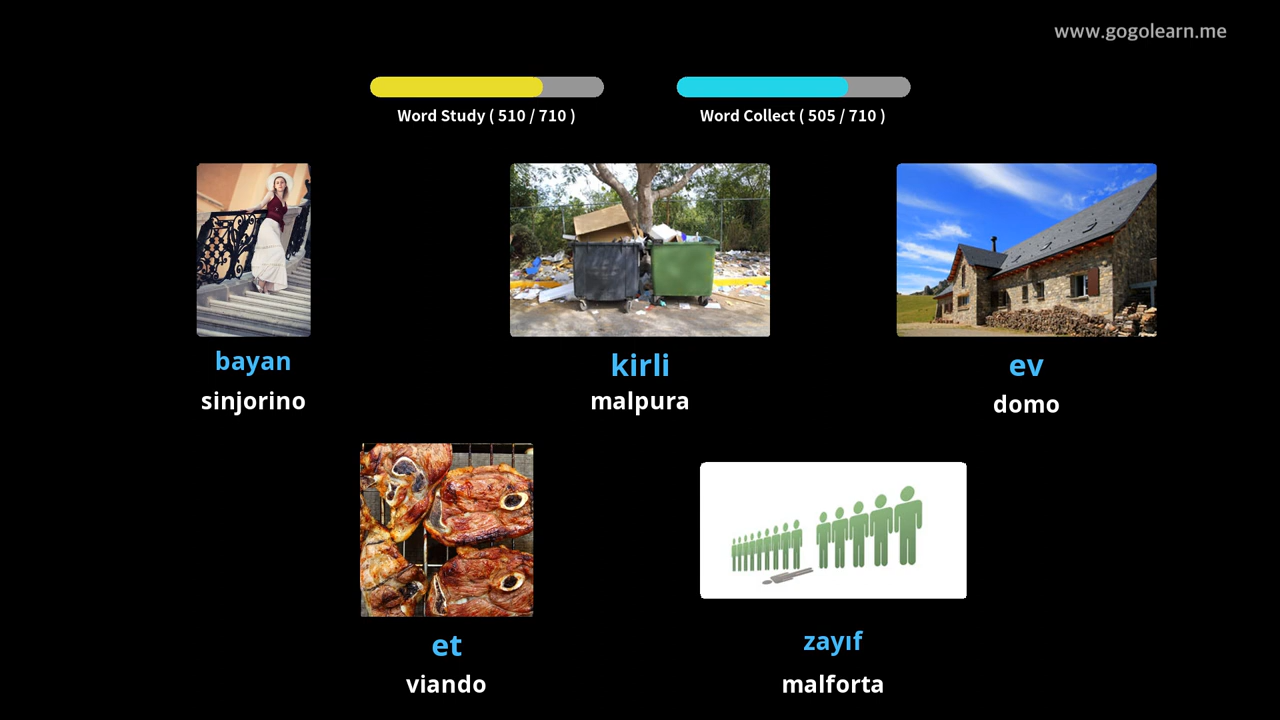 www.gogolearn.me
Word Study ( 510 / 710 )
Word Collect ( 505 / 710 )
bayan
sinjorino
kirli
malpura
ev
domo
et
viando
zayıf
malforta